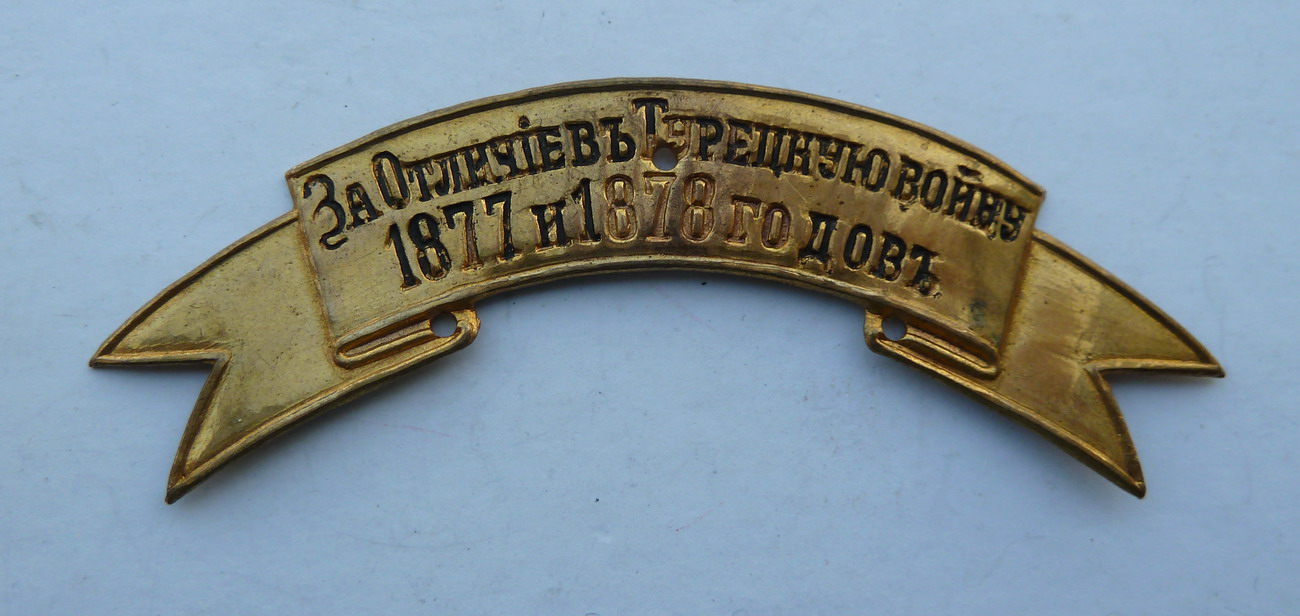 За Отличіе въ Турецкую войну
1877 и 1878 годовъ